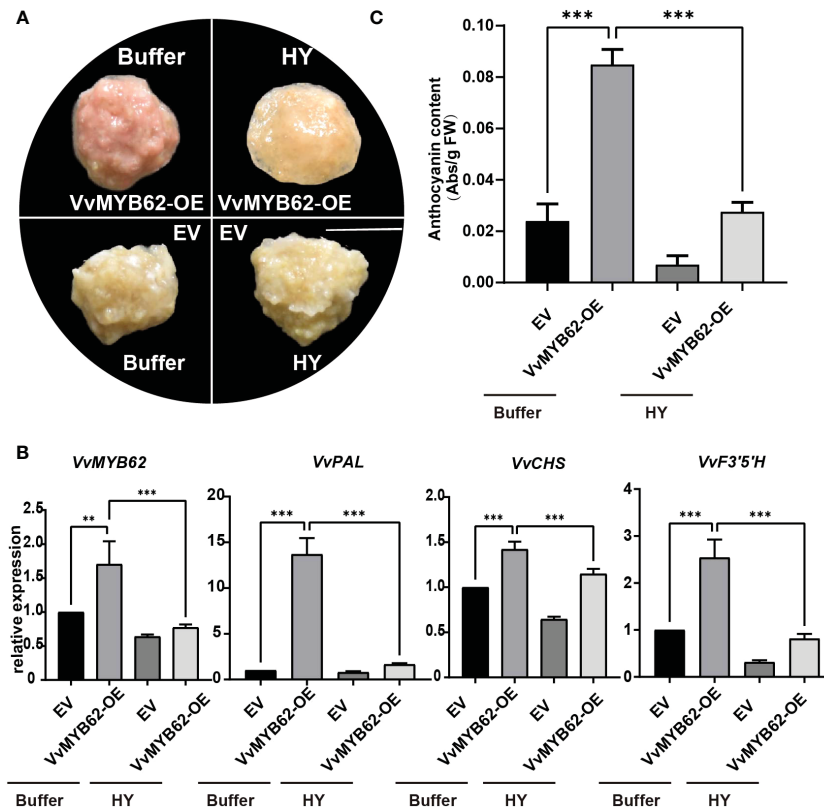 A
Buffer
HY
VvMYB62-OE
VvMYB62-OE
EV
EV
Buffer
HY
C
Anthocyanin content
(Abs/g FW)
0.10
0.08
0.06
0.04
0.02
0.00
***
***
EV
VvMYB62-OE
EV
VvMYB62-OE
Buffer
HY
B
VvMYB62
relative expression
2.5
2.0
1.5
1.0
0.5
0
**
***
EV
VvMYB62-OE
EV
VvMYB62-OE
Buffer
HY
VvPAL
20
15
10
5
0
***
***
EV
VvMYB62-OE
EV
VvMYB62-OE
Buffer
HY
VvCHS
1.0
1.5
1.0
0.5
0
***
***
EV
VvMYB62-OE
EV
VvMYB62-OE
Buffer
HY
VvF3'5'H
4
3
2
1
0
***
***
EV
VvMYB62-OE
EV
VvMYB62-OE
Buffer
HY